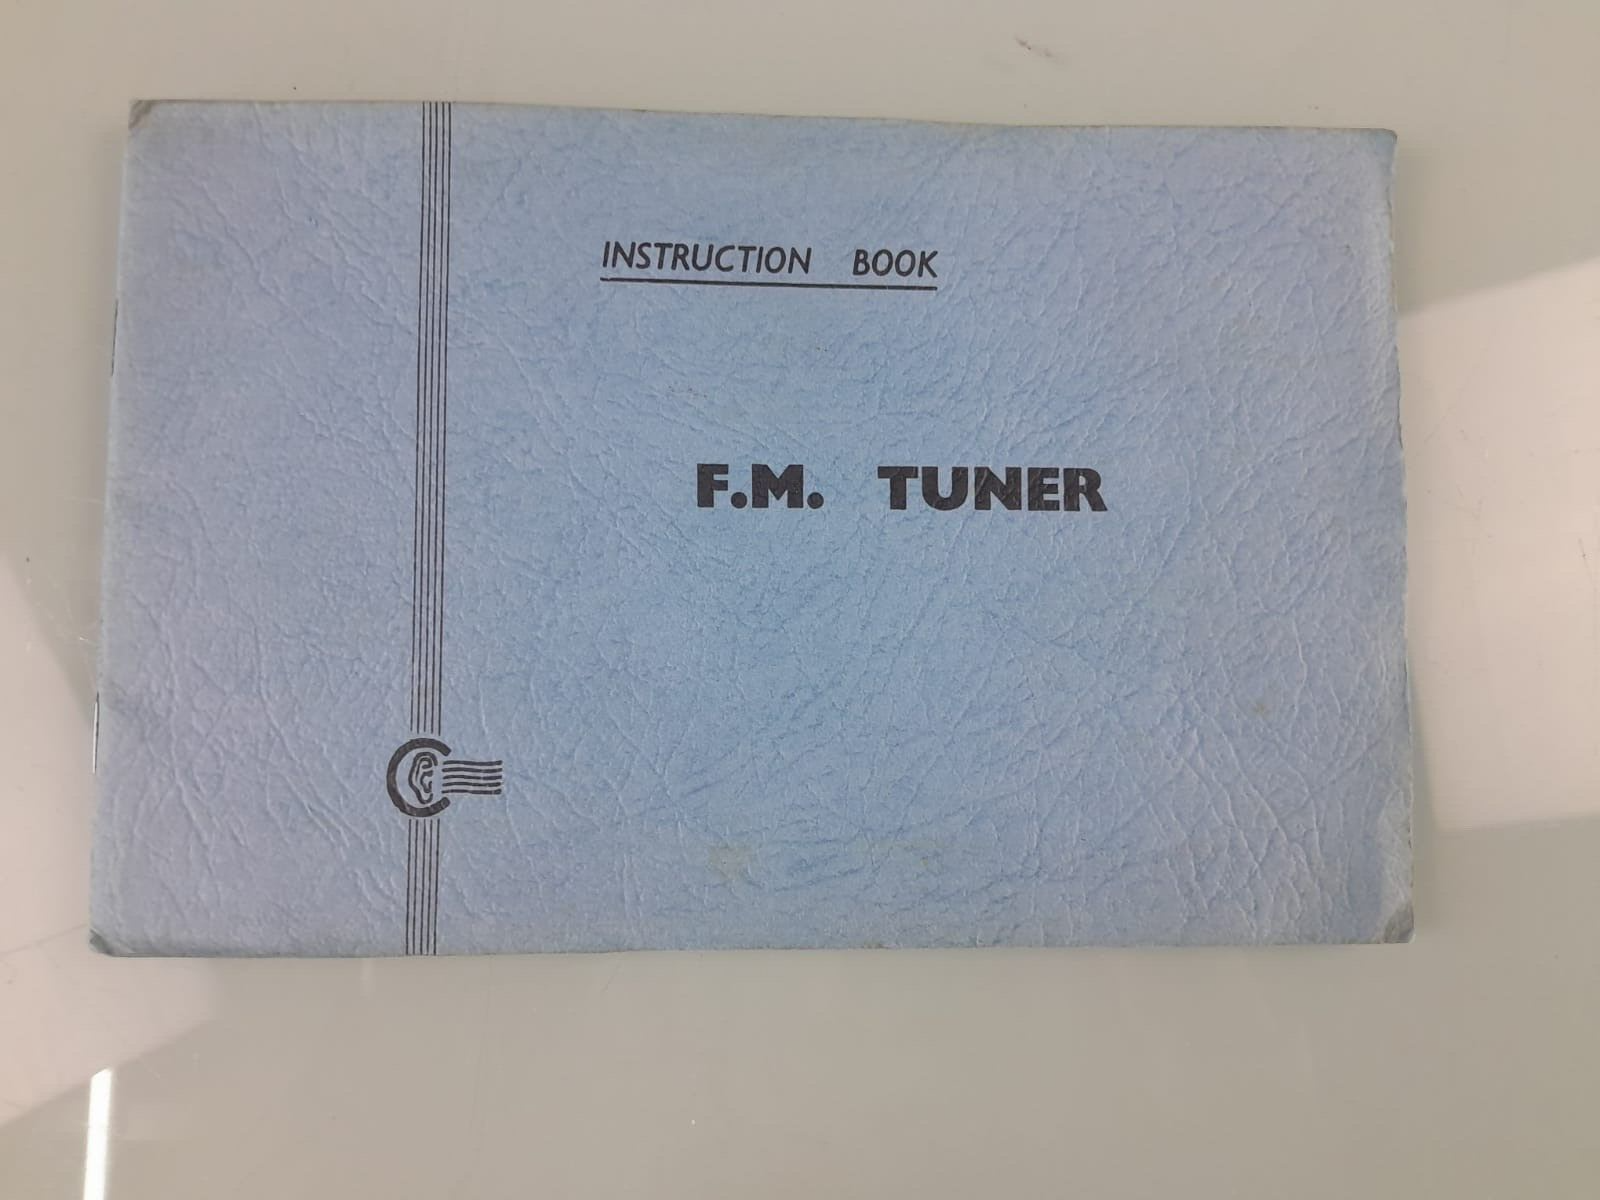 INSTRUCTION BOOK
F.M. TUNER